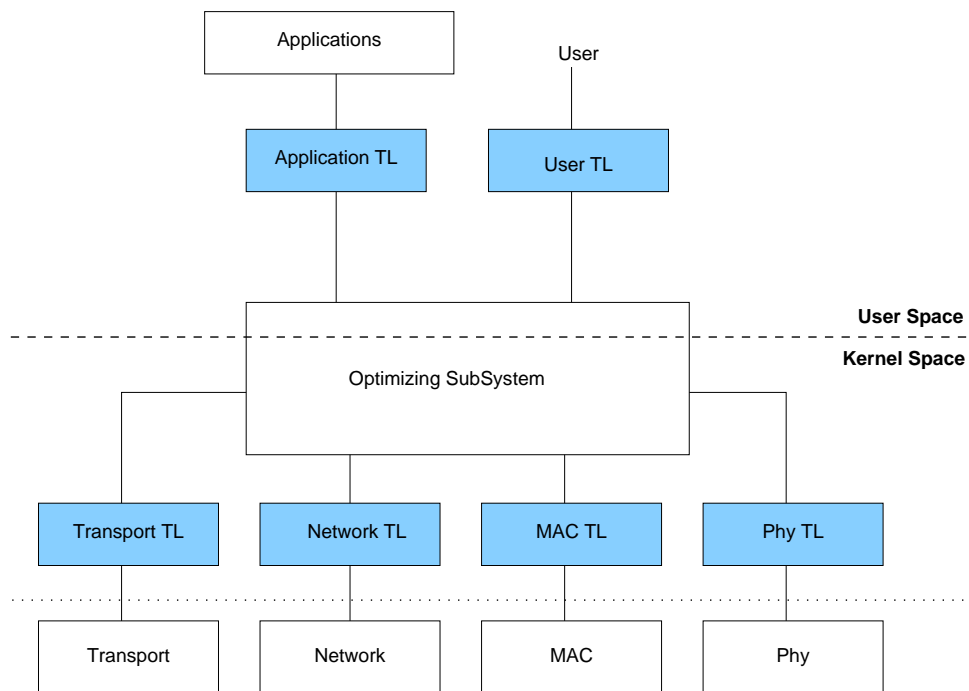 Applications
User
Application TL
User TL
User Space
Kernel Space
Optimizing SubSystem
Transport TL
Network TL
MAC TL
Phy TL
Transport
Network
MAC
Phy